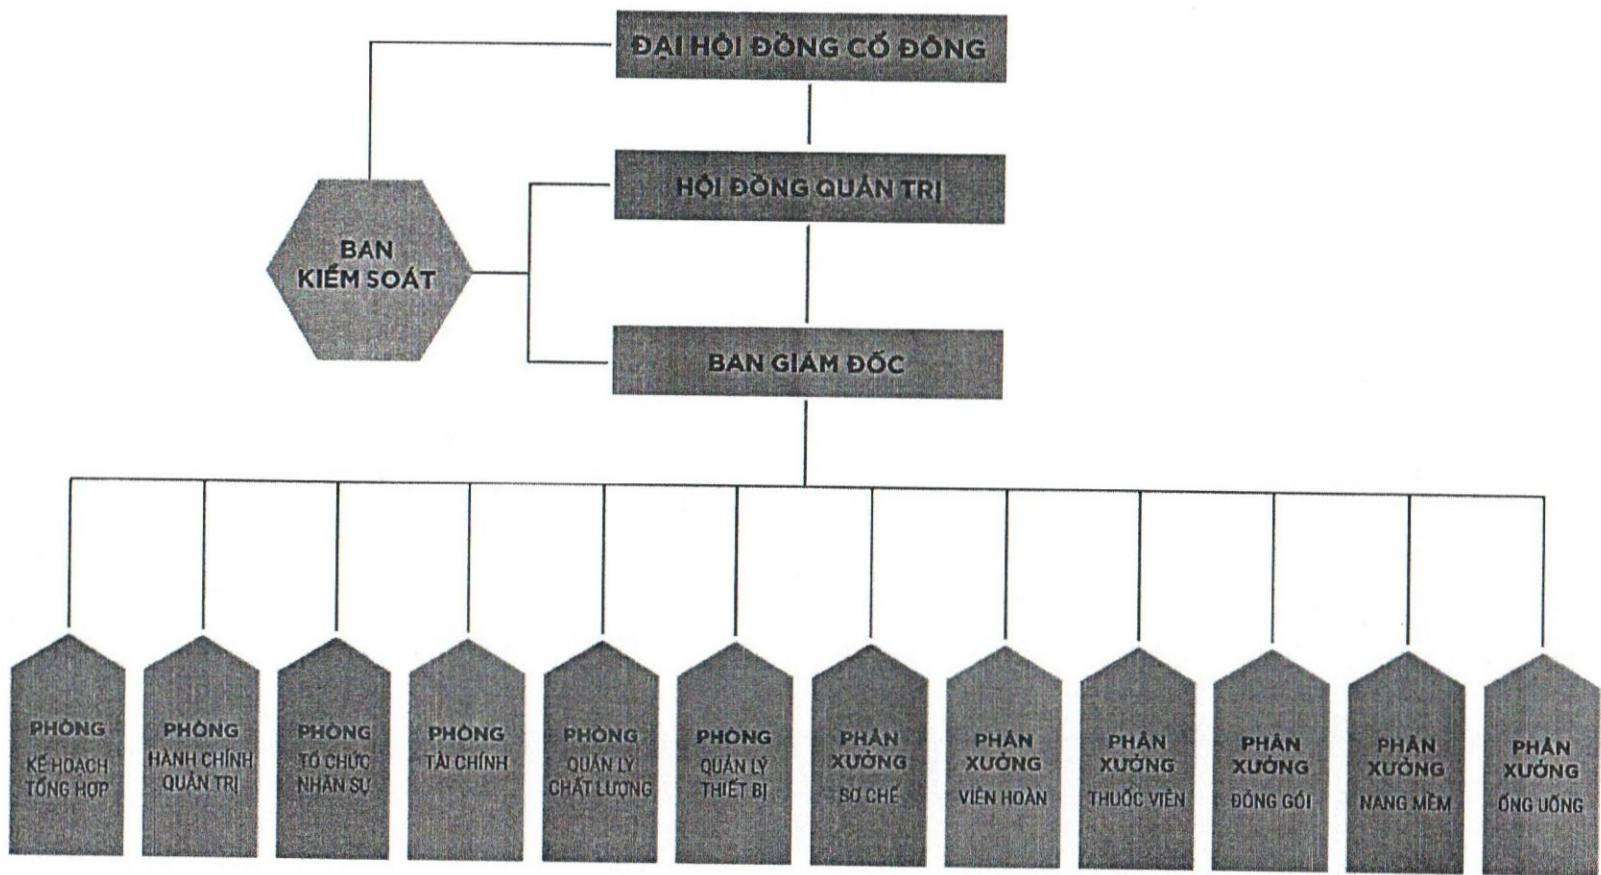 ĐẠI HỘI ĐỒNG CỔ ĐÔNG
HỘI ĐỒNG QUẢN TRỊ
BAN
KIỂM SOÁT
BAN GIÁM ĐỐC
PHÒNG
KẾ HOẠCH
TỔNG HỢP
PHÒNG
HÀNH CHÍNH
QUẢN TRỊ
PHÒNG
TỔ CHỨC
NHÂN SỰ
PHÒNG
TÀI CHÍNH
PHÒNG
QUẢN LÝ
CHẤT LƯỢNG
PHÒNG
QUẢN LÝ
THIẾT BỊ
PHÂN
XƯỞNG
SƠ CHẾ
PHÂN
XƯỞNG
VIÊN HOÀN
PHÂN
XƯỞNG
THUỐC VIÊN
PHÂN
XƯỞNG
ĐÓNG GÓI
PHÂN
XƯỞNG
NANG MỀM
PHÂN
XƯỞNG
ỐNG UỐNG